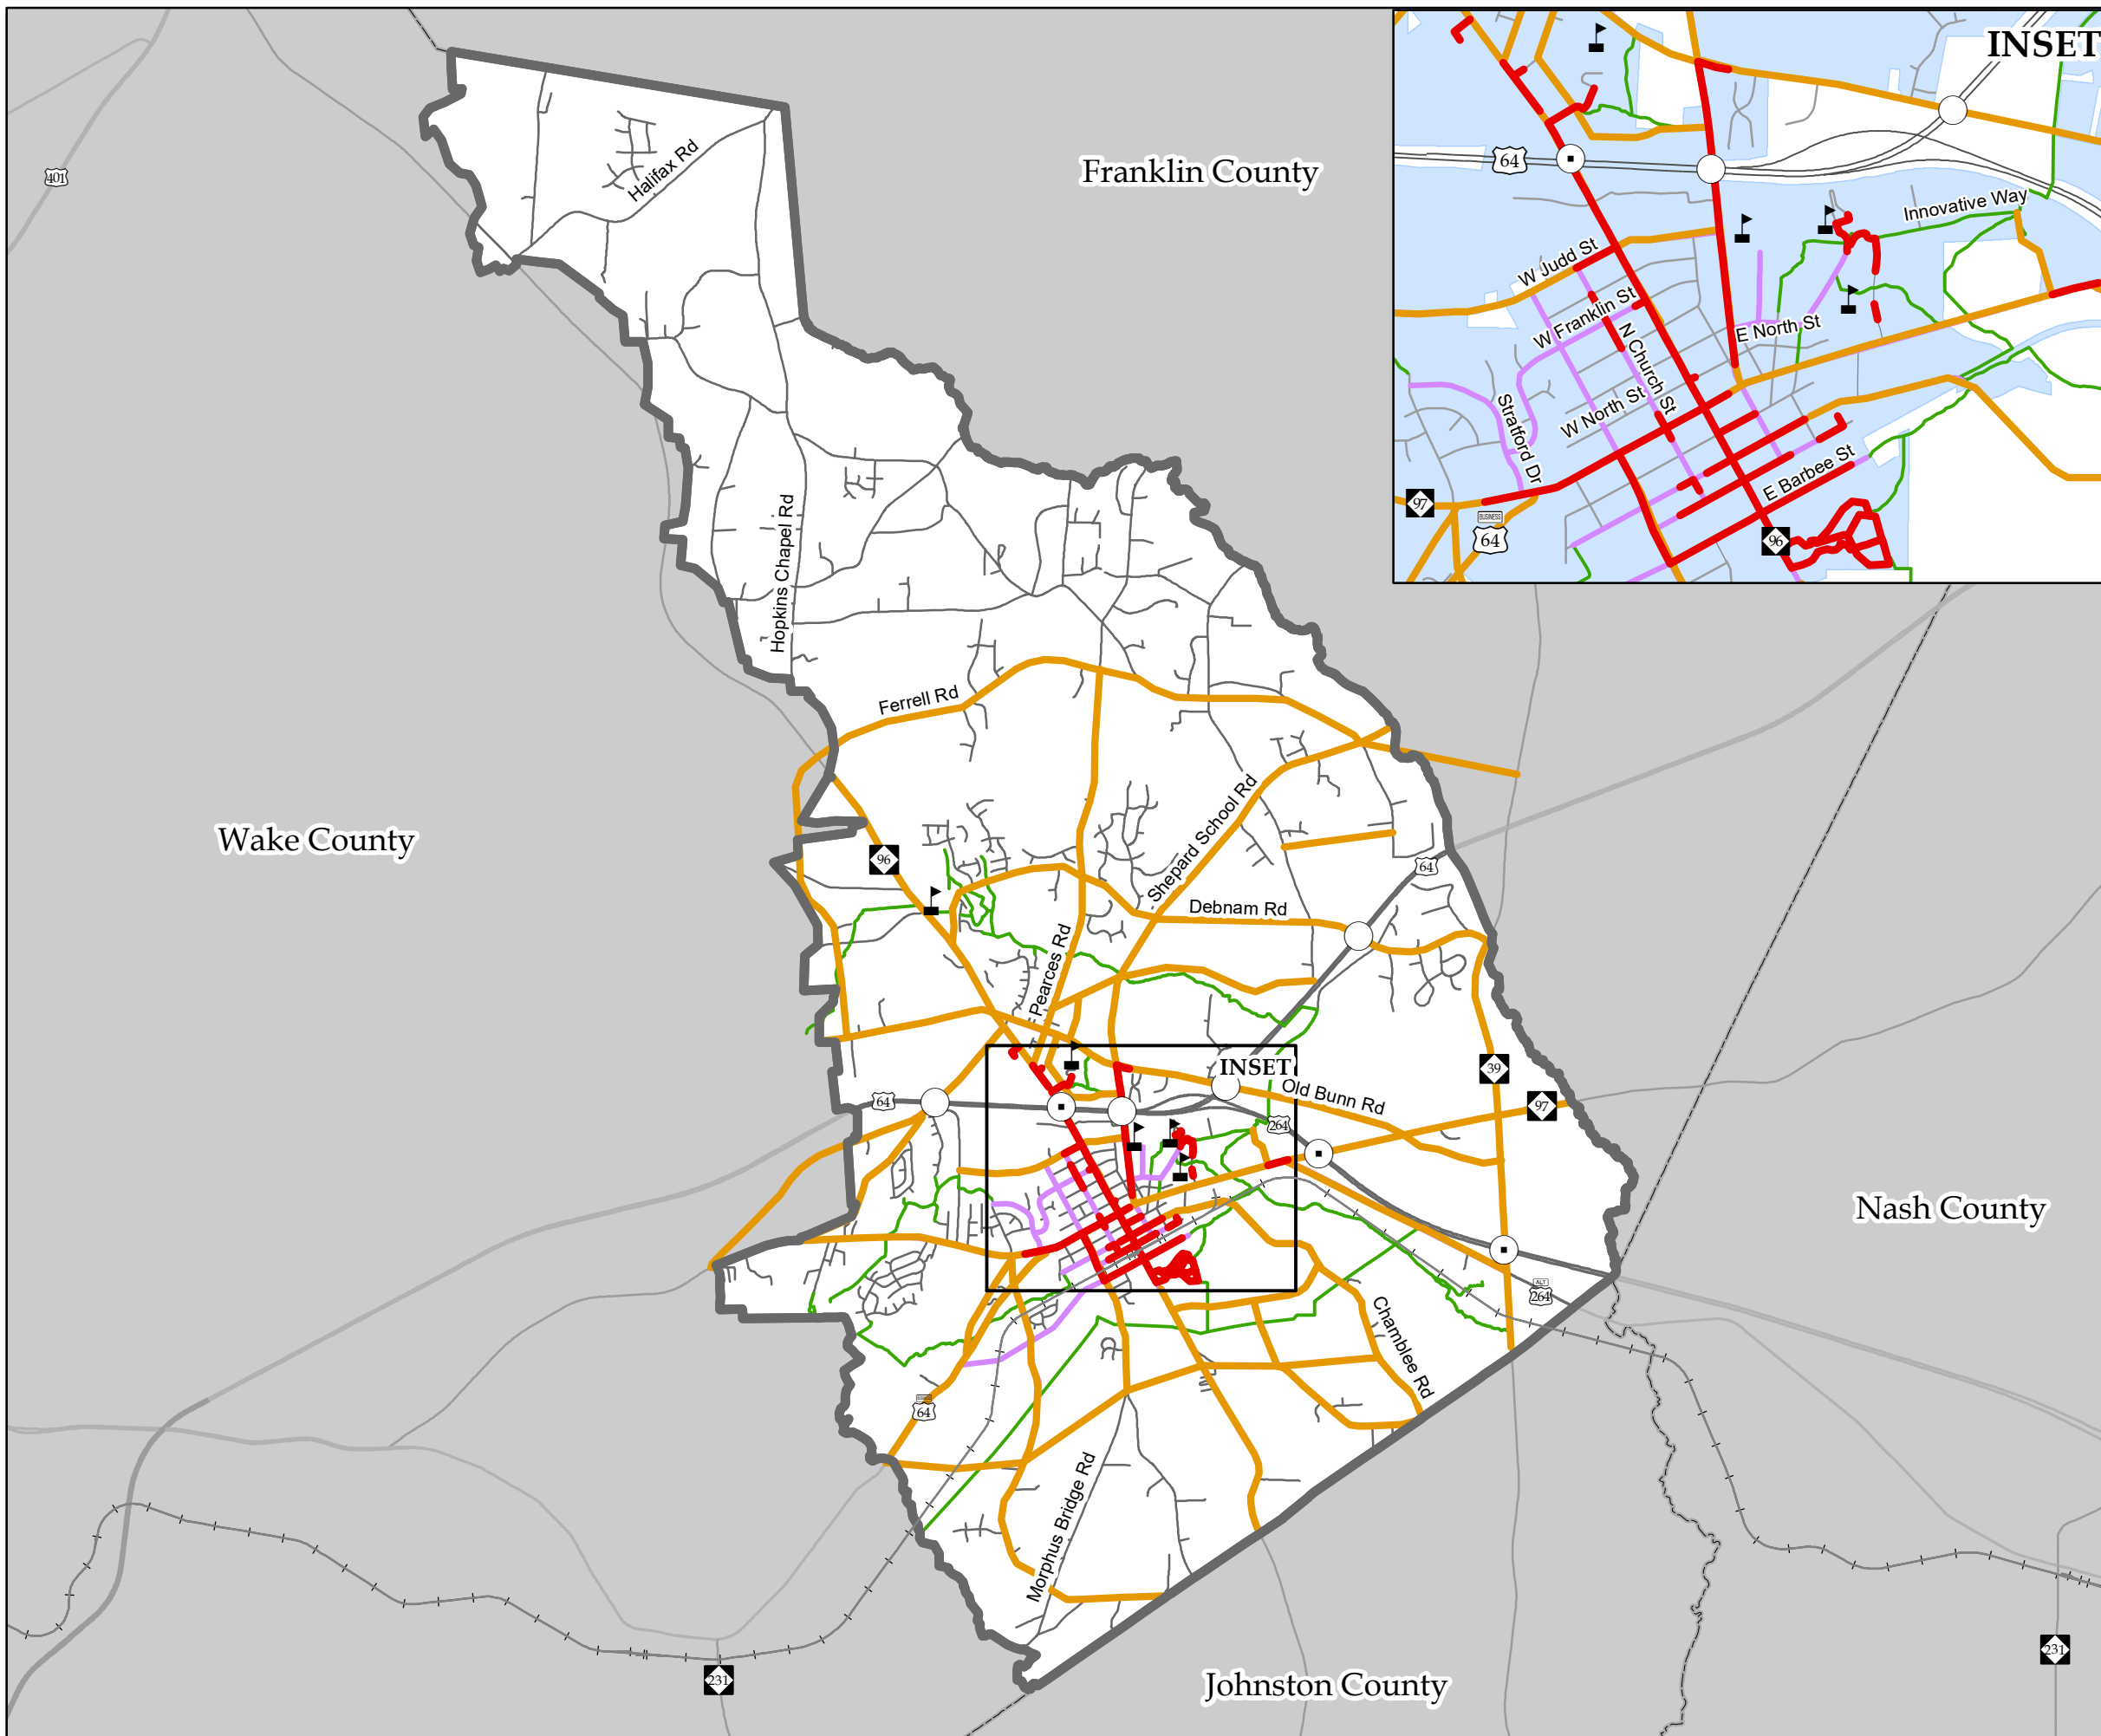 INSET
Franklin County
401
Halifax Rd
64
Innovative Way
W Judd St
W Franklin St
N Church St
E North St
W North St
Stratford Dr
E Barbee St
97
BUSINESS
64
96
Hopkins Chapel Rd
Ferrell Rd
Wake County
96
Shepard School Rd
64
Debnam Rd
Pearces Rd
INSET
39
Old Bunn Rd
97
64
264
Nash County
ALT
264
Chamblee Rd
64
Morphus Bridge Rd
231
231
Johnston County